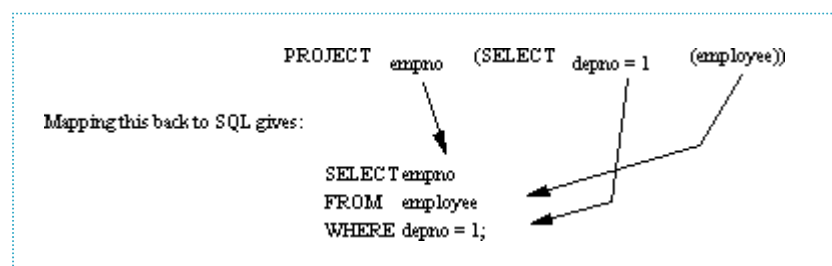 PROJECT empno (SELECT depno = 1 (employee))
Mapping this back to SQL gives:
SELECT empno
FROM employee
WHERE depno = 1;